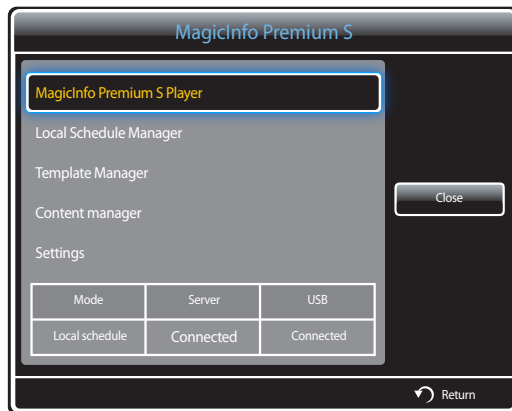 MagicInfo Premium S
MagicInfo Premium S Player
Local Schedule Manager
Template Manager
Content manager
Settings
Close
Mode Server USB
Local schedule Connected Connected
Return